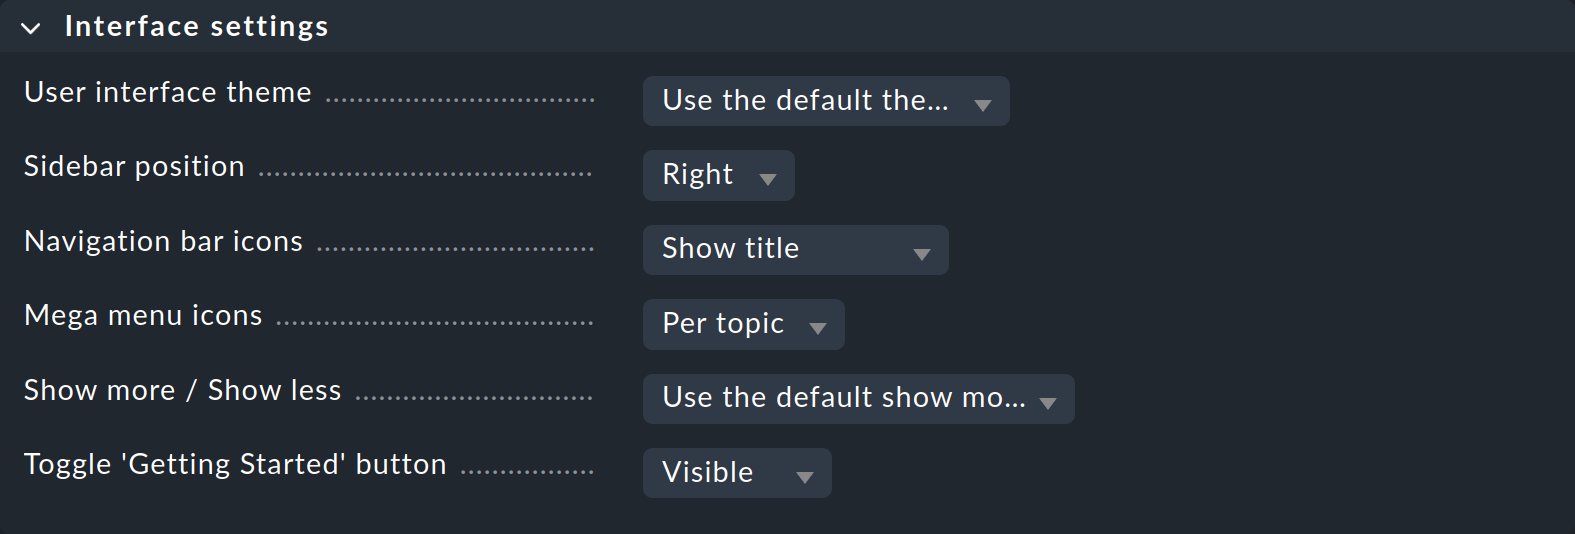 Interface settings
User interface theme Use the default the...
Sidebar position Right
Navigation bar icons Show title
Mega menu icons Per topic
Show more / Show less Use the default show mo...
Toggle 'Getting Started' button Visible